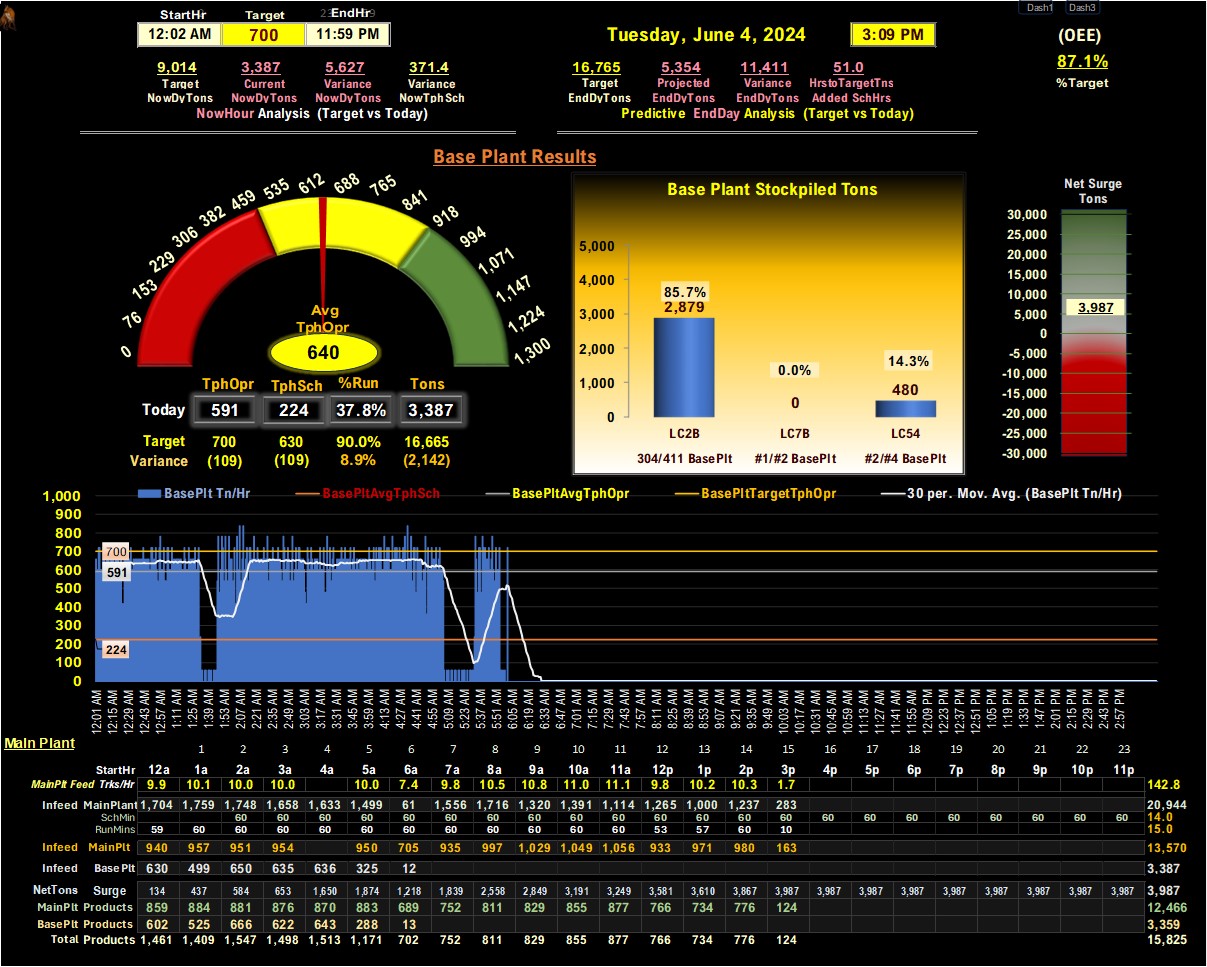 Dash1 Dash3
StartHr Target EndHr
12:02 AM 700 11:59 PM
Tuesday, June 4, 2024 3:09 PM (OEE)
9,014 3,387 5,627 371.4 16,765 5,354 11,411 51.0 87.1%
Target Current Variance Variance Target Projected Variance HrstoTargetTns %Target
NowDyTons NowDyTons NowDyTons NowTphSch EndDyTons EndDyTons EndDyTons Added SchHrs
NowHour Analysis (Target vs Today) Predictive EndDay Analysis (Target vs Today)
Base Plant Results
0 76 153 229 306 382 459 535 612 688 765 841 918 994 1,071 1,147 1,224 1,300
Avg
TphOpr
640
TphOpr TphSch %Run Tons
Today 591 224 37.8% 3,387
Target 700 630 90.0% 16,665
Variance (109) (109) 8.9% (2,142)
Base Plant Stockpiled Tons
5,000
4,000
3,000
2,000
1,000
0
85.7%
2,879
0.0%
0
14.3%
480
LC2B LC7B LC54
304/411 BasePlt #1/#2 BasePlt #2/#4 BasePlt
Net Surge
Tons
30,000
25,000
20,000
15,000
10,000
5,000
0
-5,000
-10,000
-15,000
-20,000
-25,000
-30,000
3,987
BasePlt Tn/Hr BasePltAvgTphSch BasePltAvgTphOpr BasePltTargetTphOpr 30 per. Mov. Avg. (BasePlt Tn/Hr)
1,000
900
800
700
600
500
400
300
200
100
0
700
591
224
12:01 AM 12:15 AM 12:29 AM 12:43 AM 12:57 AM 1:11 AM 1:25 AM 1:39 AM 1:53 AM 2:07 AM 2:21 AM 2:35 AM 2:49 AM 3:03 AM 3:17 AM 3:31 AM 3:45 AM 3:59 AM 4:13 AM 4:27 AM 4:41 AM 4:55 AM 5:09 AM 5:23 AM 5:37 AM 5:51 AM 6:05 AM 6:19 AM 6:33 AM 6:47 AM 7:01 AM 7:15 AM 7:29 AM 7:43 AM 7:57 AM 8:11 AM 8:25 AM 8:39 AM 8:53 AM 9:07 AM 9:21 AM 9:35 AM 9:49 AM 10:03 AM 10:17 AM 10:31 AM 10:45 AM 10:59 AM 11:13 AM 11:27 AM 11:41 AM 11:55 AM 12:09 PM 12:23 PM 12:37 PM 12:51 PM 1:05 PM 1:19 PM 1:33 PM 1:47 PM 2:01 PM 2:15 PM 2:29 PM 2:43 PM 2:57 PM
Main Plant
1 2 3 4 5 6 7 8 9 10 11 12 13 14 15 16 17 18 19 20 21 22 23
StartHr 12a 1a 2a 3a 4a 5a 6a 7a 8a 9a 10a 11a 12p 1p 2p 3p 4p 5p 6p 7p 8p 9p 10p 11p
MainPlt Feed Trks/Hr 9.9 10.1 10.0 10.0 10.0 7.4 9.8 10.5 10.8 11.0 11.1 9.8 10.2 10.3 1.7 142.8
Infeed MainPlant 1,704 1,759 1,748 1,658 1,633 1,499 61 1,556 1,716 1,320 1,391 1,114 1,265 1,000 1,237 283 20,944
SchMin 60 60 60 60 60 60 60 60 60 60 60 60 60 60 60 60 60 60 60 60 60 60 14.0
RunMins 59 60 60 60 60 60 60 60 60 60 60 60 53 57 60 10 15.0
Infeed MainPlt 940 957 951 954 950 705 935 997 1,029 1,049 1,056 933 971 980 163 13,570
Infeed BasePlt 630 499 650 635 636 325 12 3.387
NetTons Surge 134 437 584 653 1,650 1,874 1,218 1,839 2,558 2,849 3,191 3,249 3,581 3,610 3,867 3,987 3,987 3,987 3,987 3,987 3,987 3,987 3,987 3,987 3,987
MainPlt Products 859 884 881 876 870 883 689 752 811 829 855 877 766 734 776 124 12,466
BasePlt Products 602 525 666 622 643 288 13 3,359
Total Products 1,461 1,409 1,547 1,498 1,513 1,171 702 752 811 829 855 877 766 734 776 124 15,825